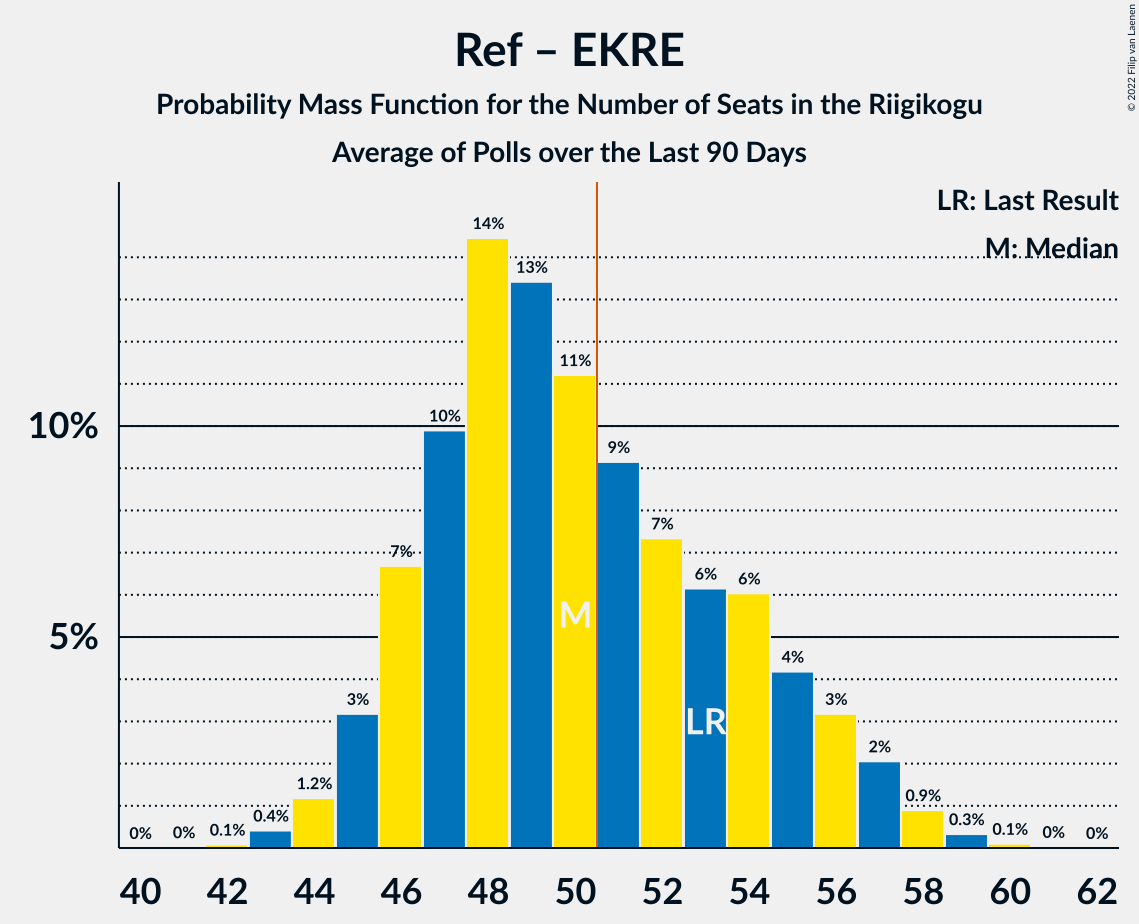 Ref – EKRE
Probability Mass Function for the Number of Seats in the Riigikogu
Average of Polls over the Last 90 Days
© 2022 Filip van Laenen
LR: Last Result
M: Median
10%
5%
0%
0%
0.1%
0.4%
1.2%
3%
7%
10%
14%
13%
11%
9%
7%
6%
6%
4%
3%
2%
0.9%
0.3%
0.1%
0%
0%
M
LR
40 42 44 46 48 50 52 54 56 58 60 62